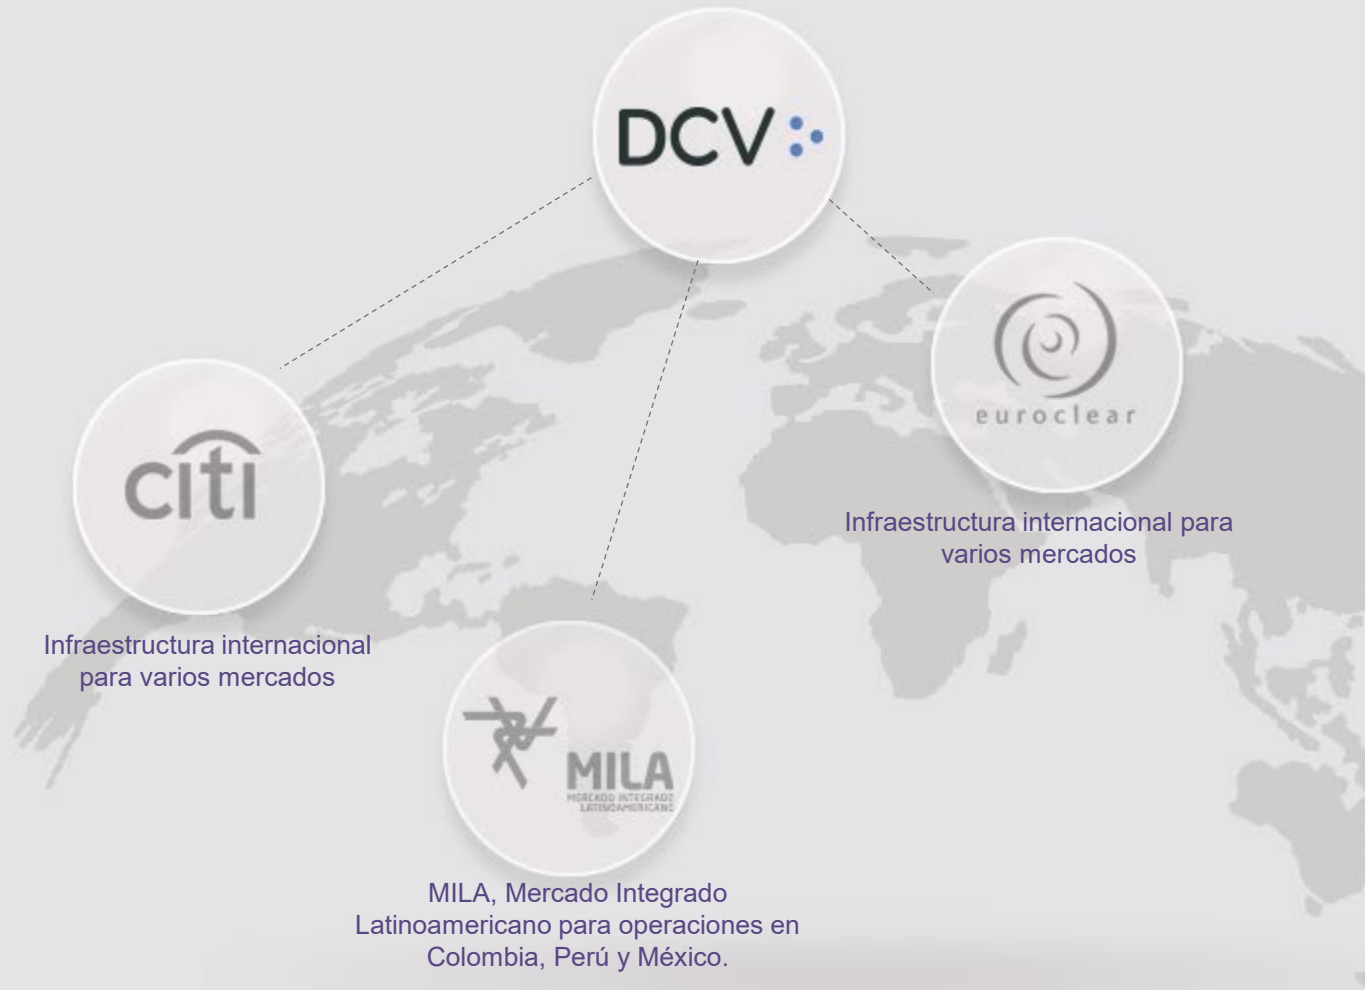 DCV
euroclear
citi
Infraestructura internacional para
varios mercados
Infraestructura internacional
para varios mercados
MILA
MERCADO INTEGRADO
LATINOAMERICANO
MILA, Mercado Integrado
Latinoamericano para operaciones en
Colombia, Perú y México.